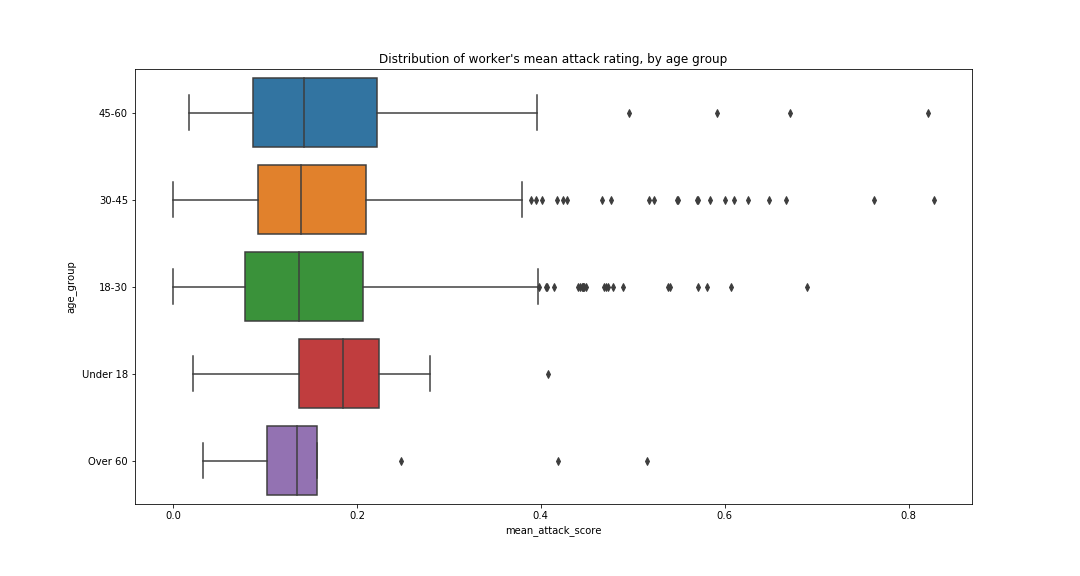 Distribution of worker's mean attack rating, by age group
45-60
30-45
18-30
Under 18
Over 60
age_group
0.0 0.2 0.4 0.6 0.8
mean_attack_score